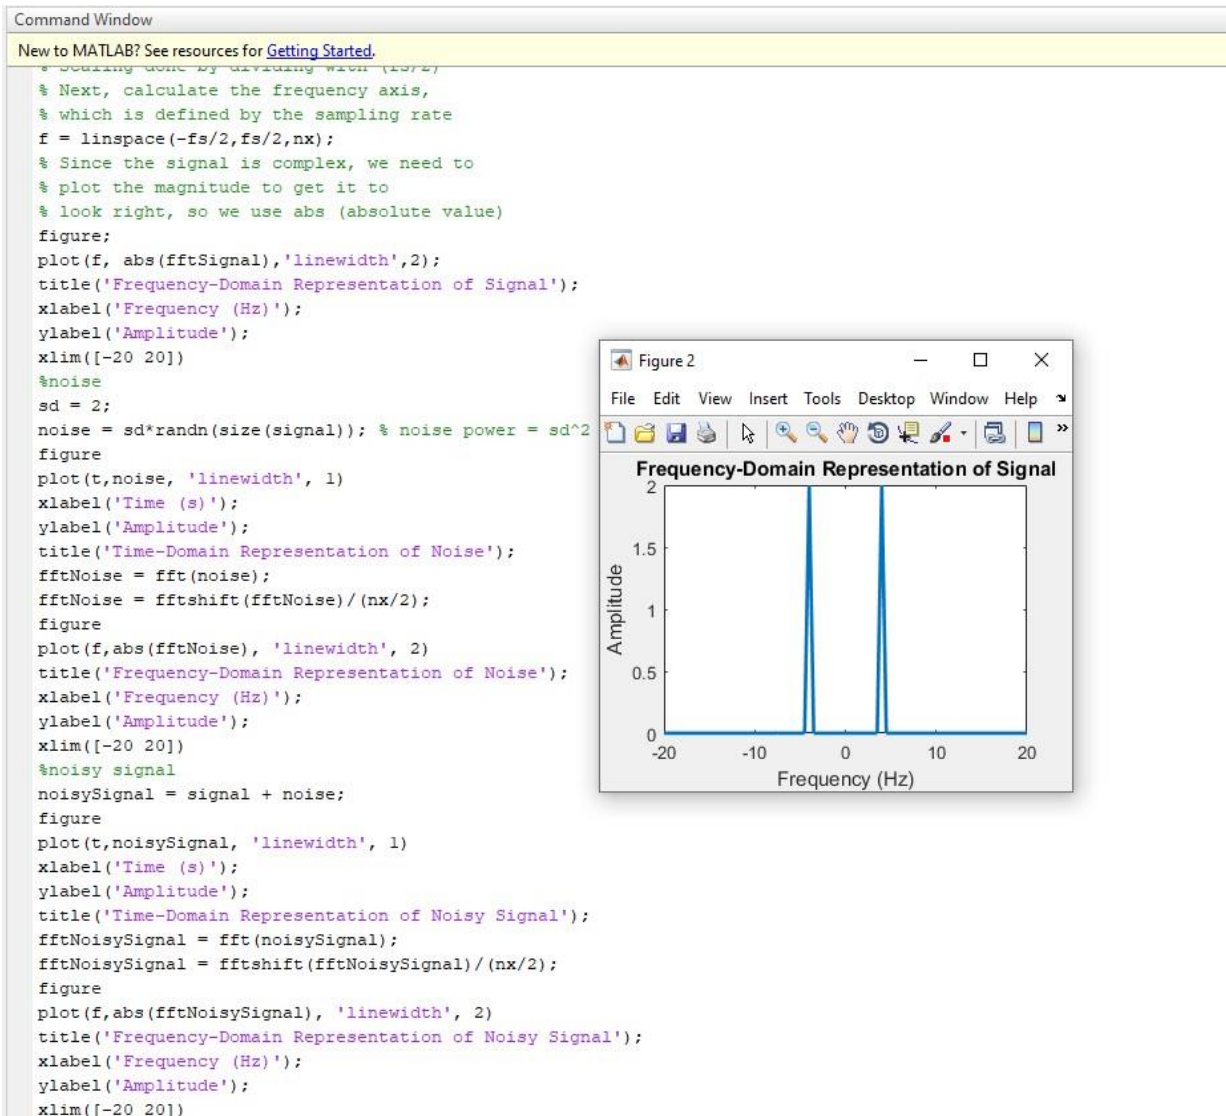 Command Window
New to MATLAB? See resources for Getting Started.
% Scaling done by dividing with (fs/2)
% Next, calculate the frequency axis,
% which is defined by the sampling rate
f = linspace(-fs/2,fs/2,nx);
% Since the signal is complex, we need to
% plot the magnitude to get it to
% look right, so we use abs (absolute value)
figure;
plot(f, abs(fftSignal),'linewidth',2);
title('Frequency-Domain Representation of Signal');
xlabel('Frequency (Hz)');
ylabel('Amplitude');
xlim([-20 20])
%noise
sd = 2;
noise = sd*randn(size(signal)); % noise power = sd^2
figure
plot(t,noise, 'linewidth', 1)
xlabel('Time (s)');
ylabel('Amplitude');
title('Time-Domain Representation of Noise');
fftNoise = fft(noise);
fftNoise = fftshift(fftNoise)/(nx/2);
figure
plot(f,abs(fftNoise), 'linewidth', 2)
title('Frequency-Domain Representation of Noise');
xlabel('Frequency (Hz)');
ylabel('Amplitude');
xlim([-20 20])
%noisy signal
noisySignal = signal + noise;
figure
plot(t,noisySignal, 'linewidth', 1)
xlabel('Time (s)');
ylabel('Amplitude');
title('Time-Domain Representation of Noisy Signal');
fftNoisySignal = fft(noisySignal);
fftNoisySignal = fftshift(fftNoisySignal)/(nx/2);
figure
plot(f,abs(fftNoisySignal), 'linewidth', 2)
title('Frequency-Domain Representation of Noisy Signal');
xlabel('Frequency (Hz)');
ylabel('Amplitude');
xlim([-20 20])
Figure 2
File Edit View Insert Tools Desktop Window Help
Frequency-Domain Representation of Signal
2
1.5
1
0.5
0
Amplitude
-20 -10 0 10 20
Frequency (Hz)